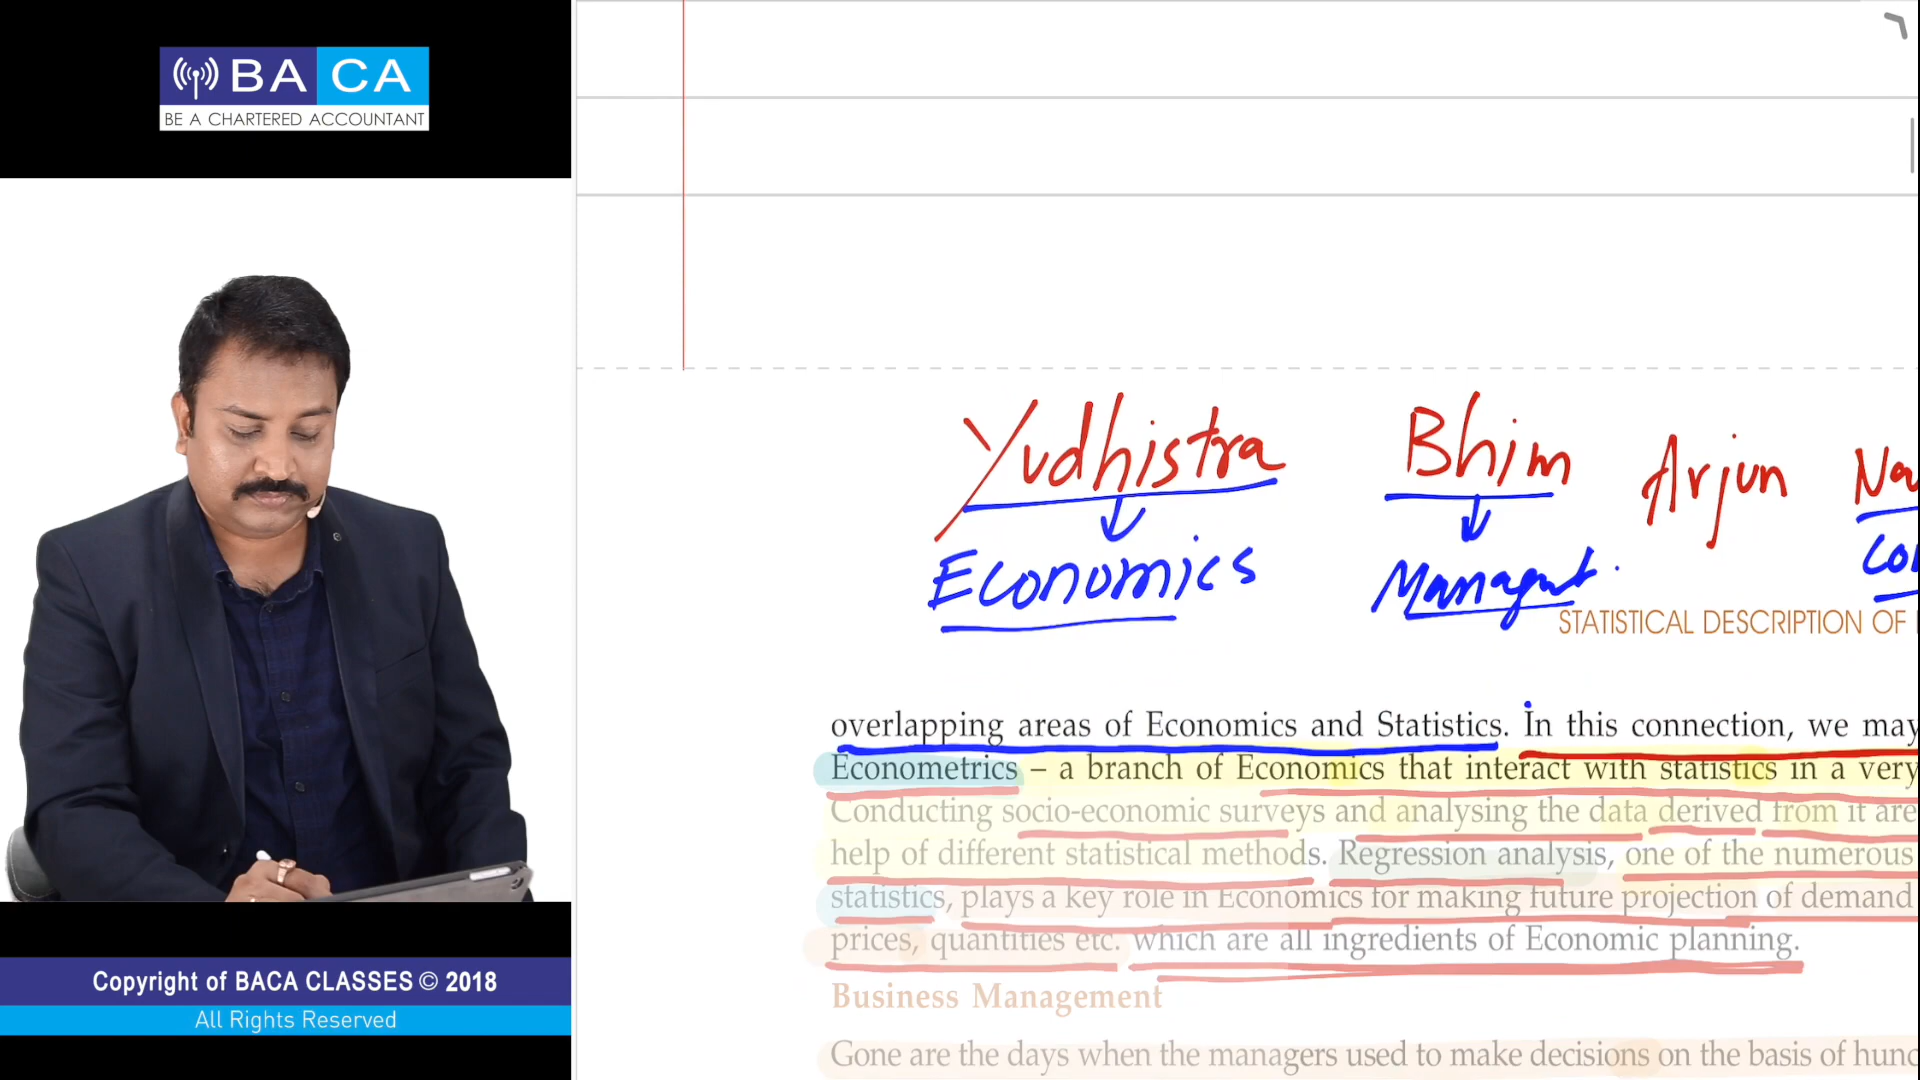 BA CA
BE A CHARTERED ACCOUNTANT
Yudhistra Bhim Arjun
Economics
STATISTICAL DESCRIPTION OF
overlapping areas of Economics and Statistics. In this connection, we may
Econometrics – a branch of Economics that interact with statistics in a very
Conducting socio-economic surveys and analysing the data derived from it are
help of different statistical methods. Regression analysis, one of the numerous
statistics, plays a key role in Economics for making future projection of demand
prices, quantities etc. which are all ingredients of Economic planning.
Business Management
Gone are the days when the managers used to make decisions on the basis of
Copyright of BACA CLASSES © 2018
All Rights Reserved